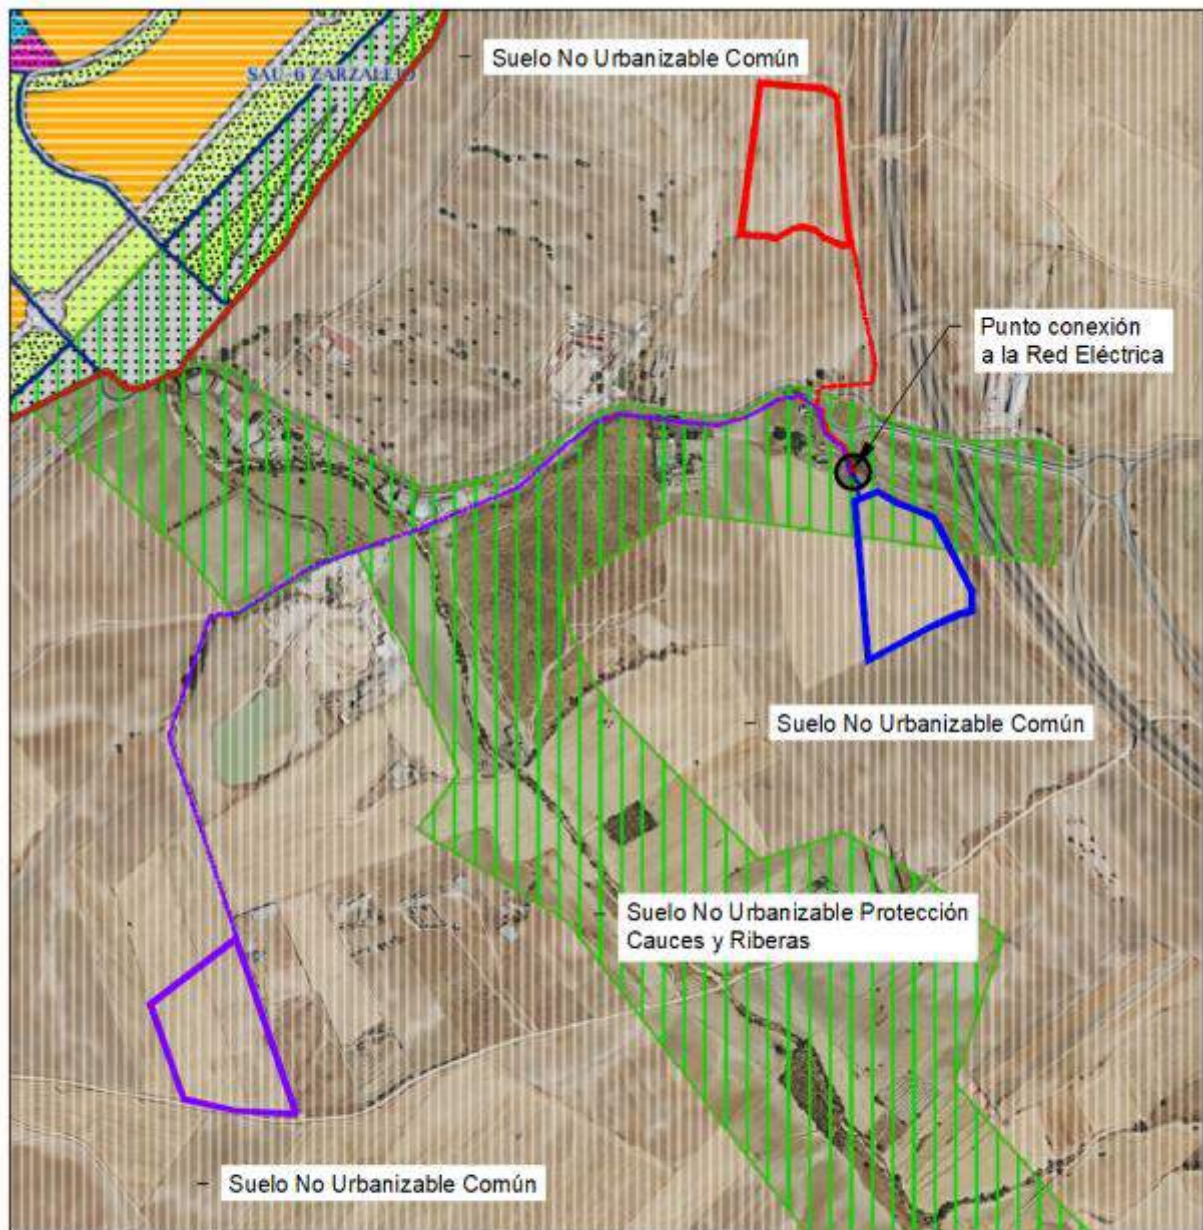 Suelo No Urbanizable Común
SAU-6 ZARZALEJO
Punto conexión
a la Red Eléctrica
Suelo No Urbanizable Común
Suelo No Urbanizable Protección
Cauces y Riberas
Suelo No Urbanizable Común